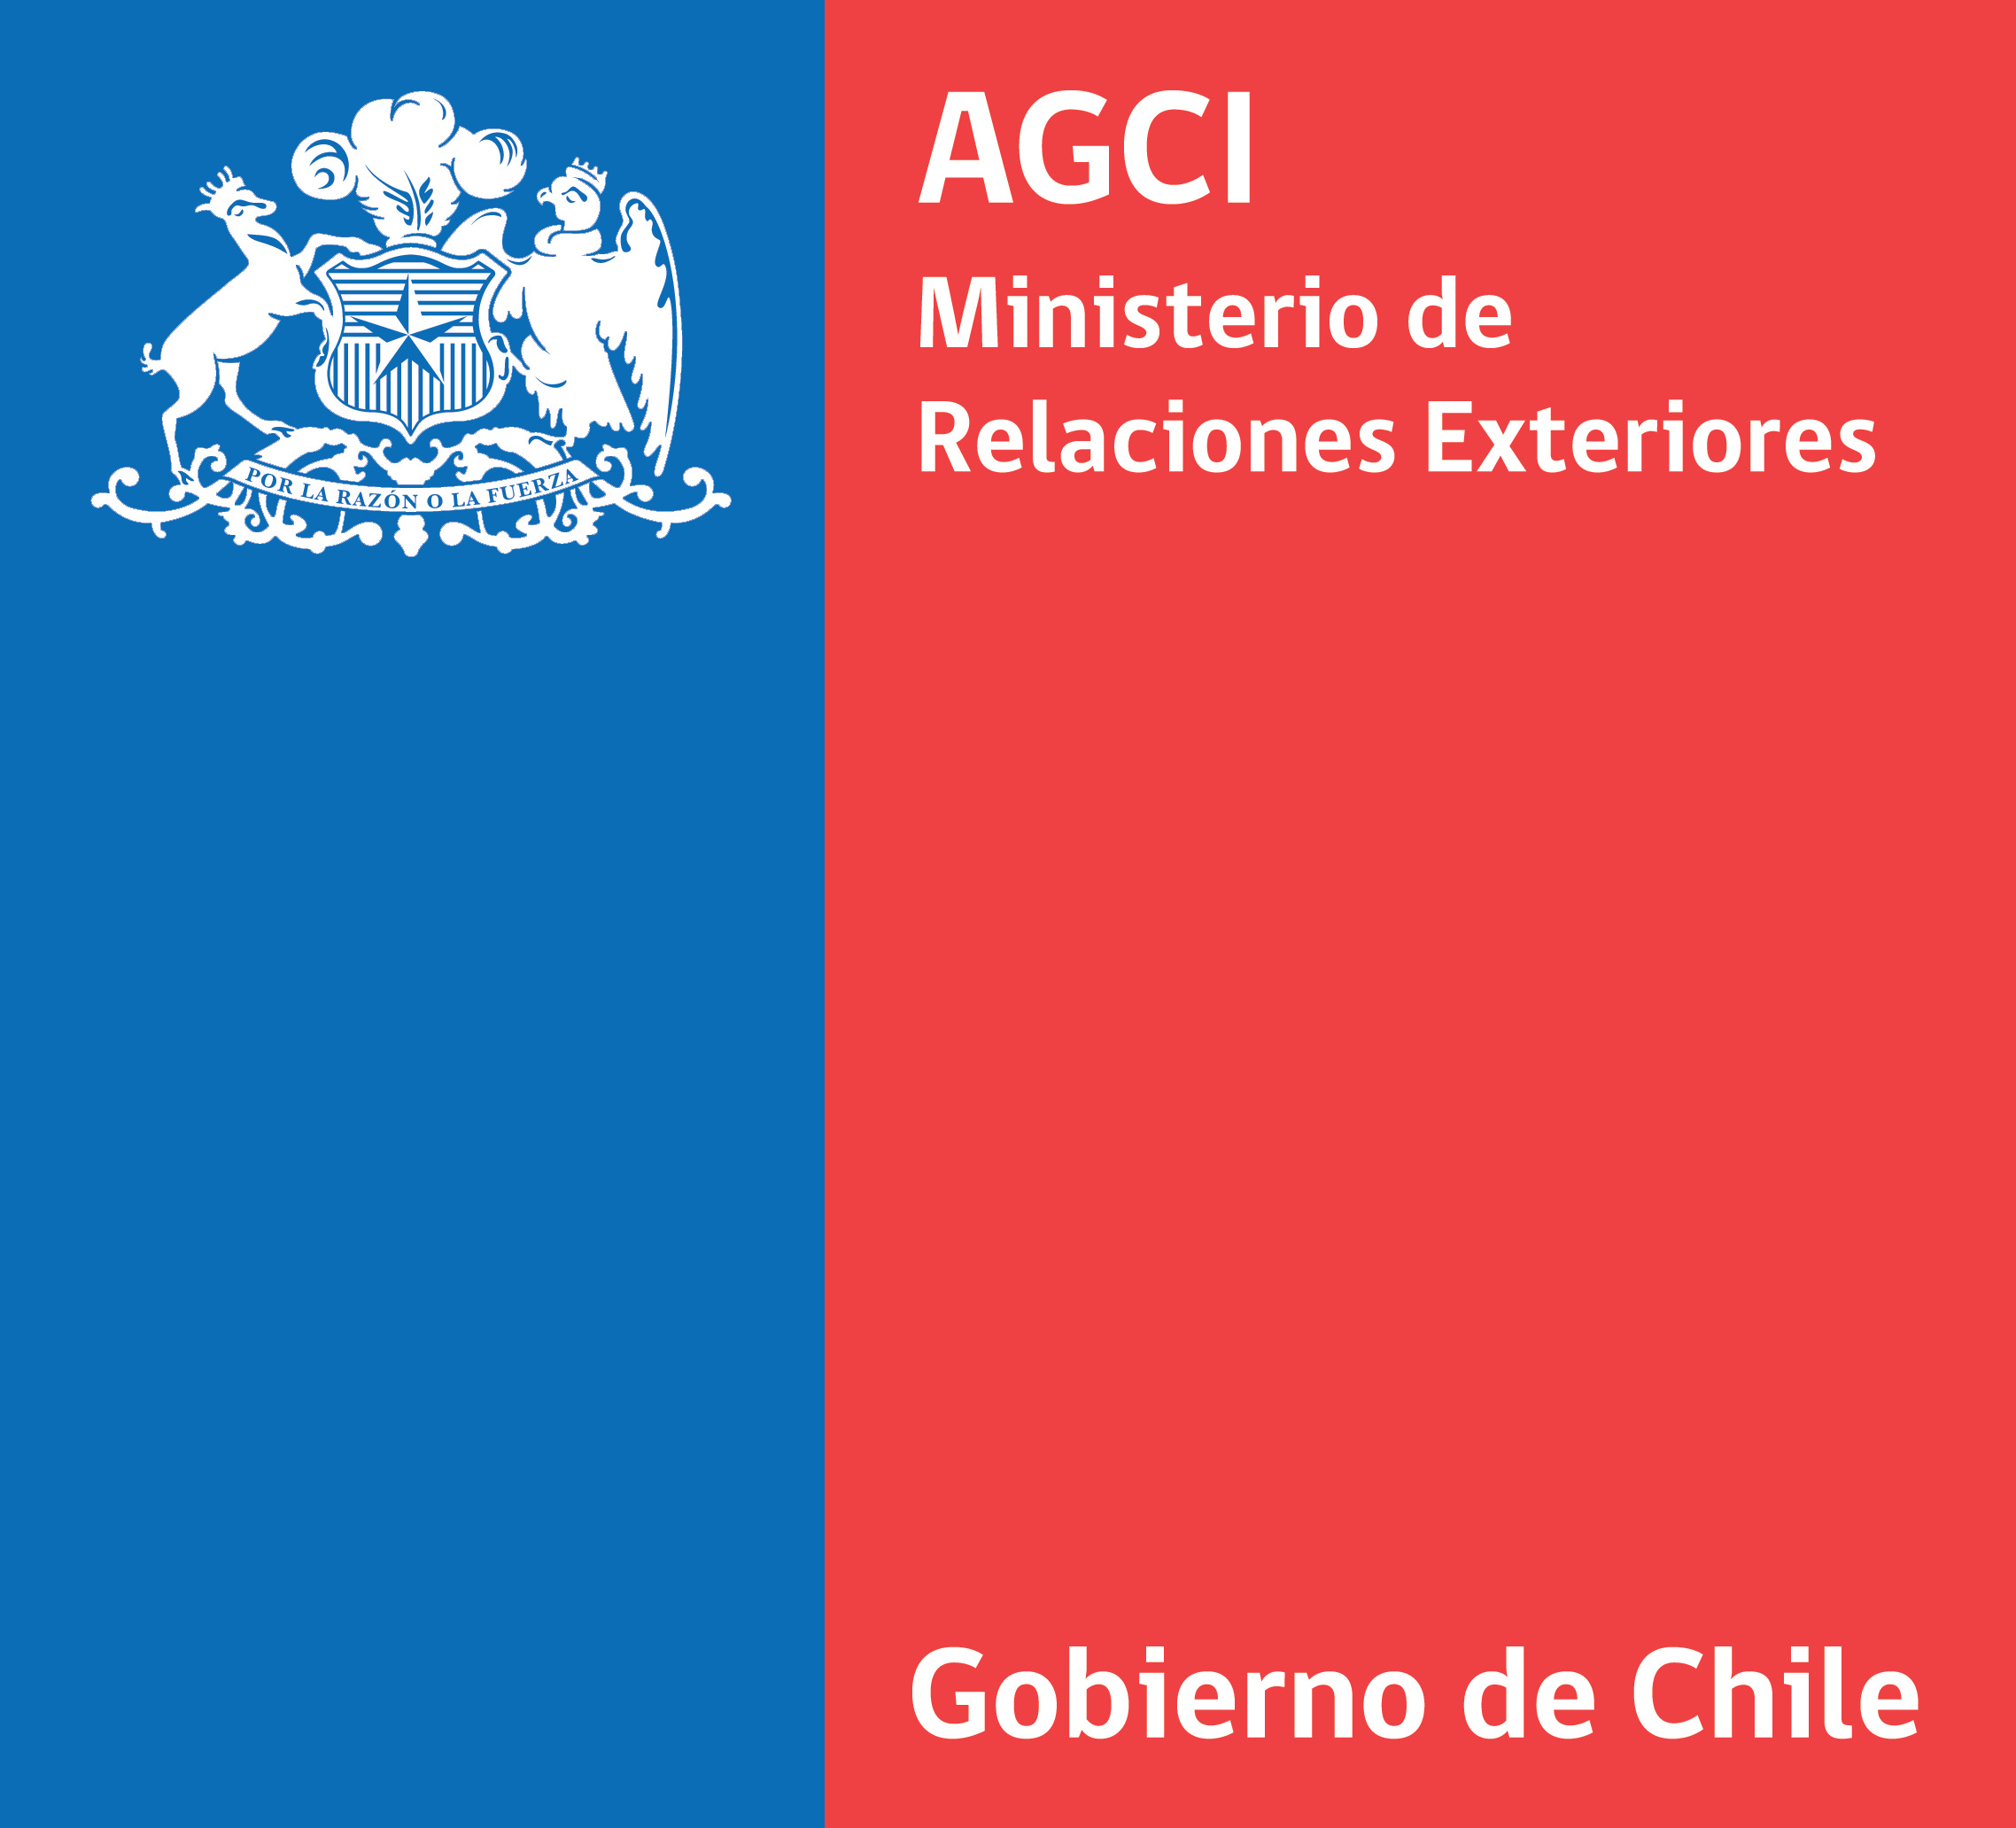 POR LA RAZÓN O LA FUERZA
AGCI
Ministerio de
Relaciones Exteriores
Gobierno de Chile